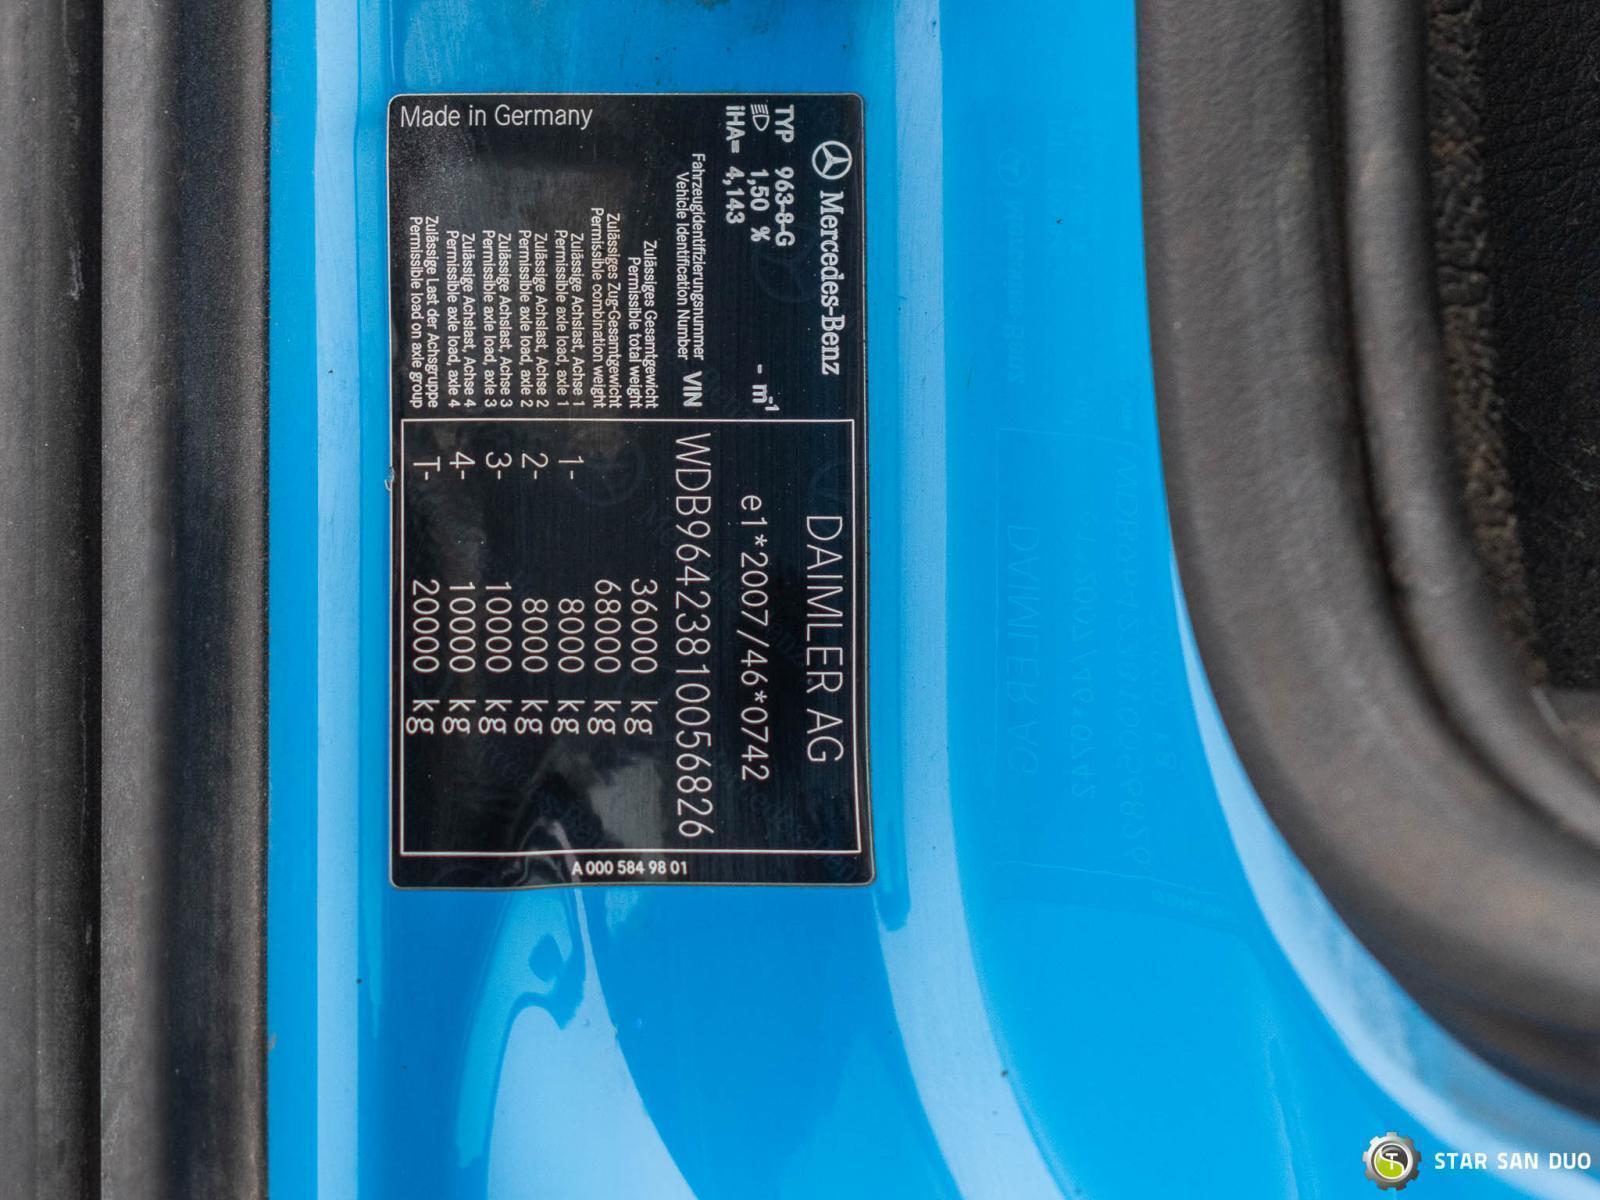 Mercedes-Benz
TYP 963-8-G
1,50 % - m-1
iHA= 4,143
Fahrzeugidentifizierungsnummer
Vehicle Identification Number VIN
Zulässiges Gesamtgewicht
Permissible total weight
Zulässiges Zug-Gesamtgewicht
Permissible combination weight
Zulässige Achslast, Achse 1
Permissible axle load, axle 1
Zulässige Achslast, Achse 2
Permissible axle load, axle 2
Zulässige Achslast, Achse 3
Permissible axle load, axle 3
Zulässige Achslast, Achse 4
Permissible axle load, axle 4
Zulässige Last der Achsgruppe
Permissible load on axle group
Made in Germany
DAIMLER AG
e1*2007/46*0742
WDB9642381005682​6
36000 kg
68000 kg
1- 8000 kg
2- 8000 kg
3- 10000 kg
4- 10000 kg
T- 20000 kg
A 000 584 98 01
STAR SAN DUO